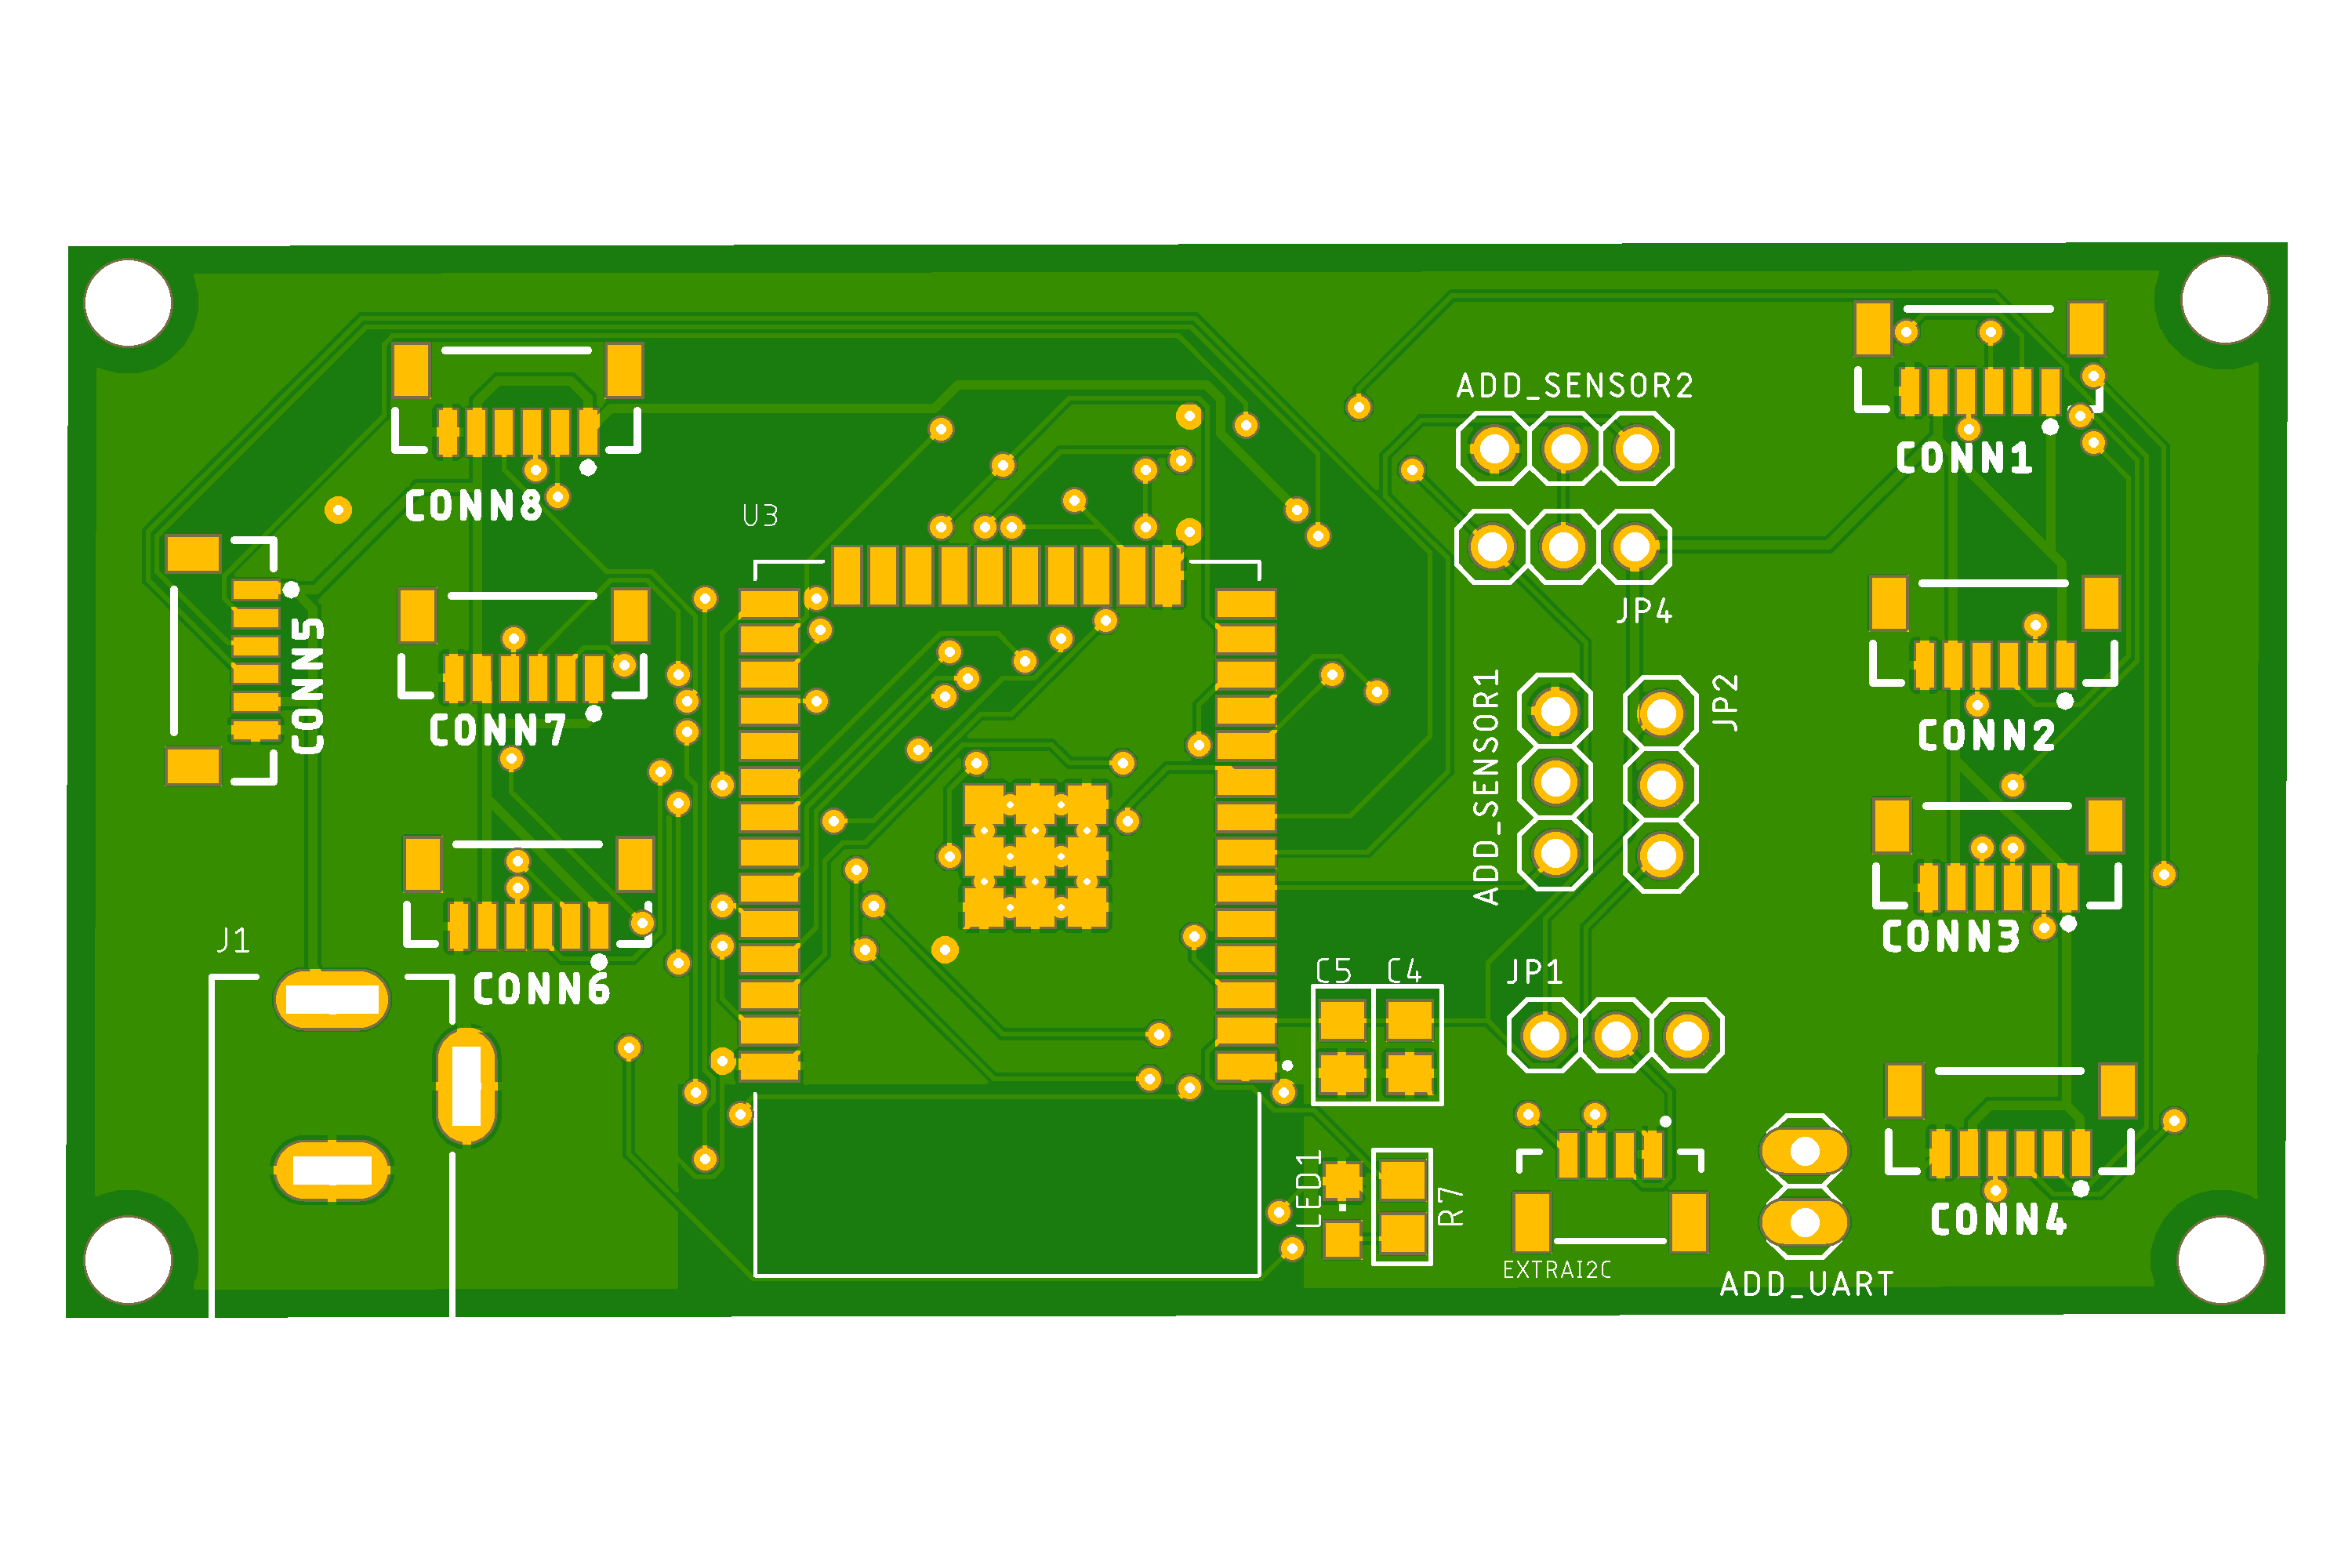 ADD_SENSOR2
CONN1
CONN8
U3
JP4
CONN5
CONN7
ADD_SENSOR1
JP2
CONN2
J1
CONN6
CONN3
C5
C4
JP1
LED1
R7
CONN4
EXTRAI2C
ADD_UART